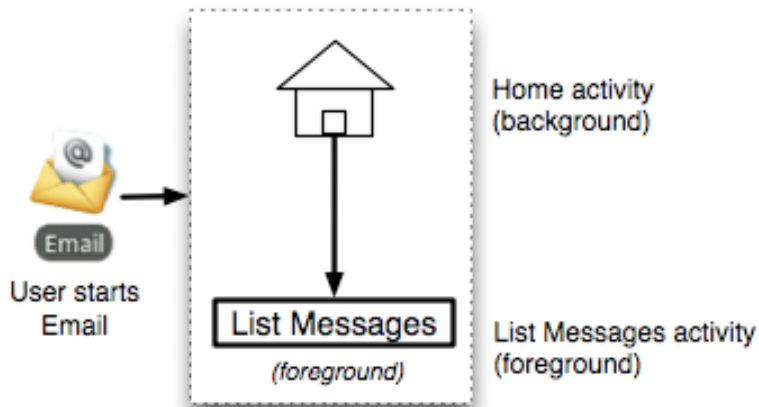 Home activity
(background)
@
Email
User starts
Email
List Messages
(foreground)
List Messages activity
(foreground)